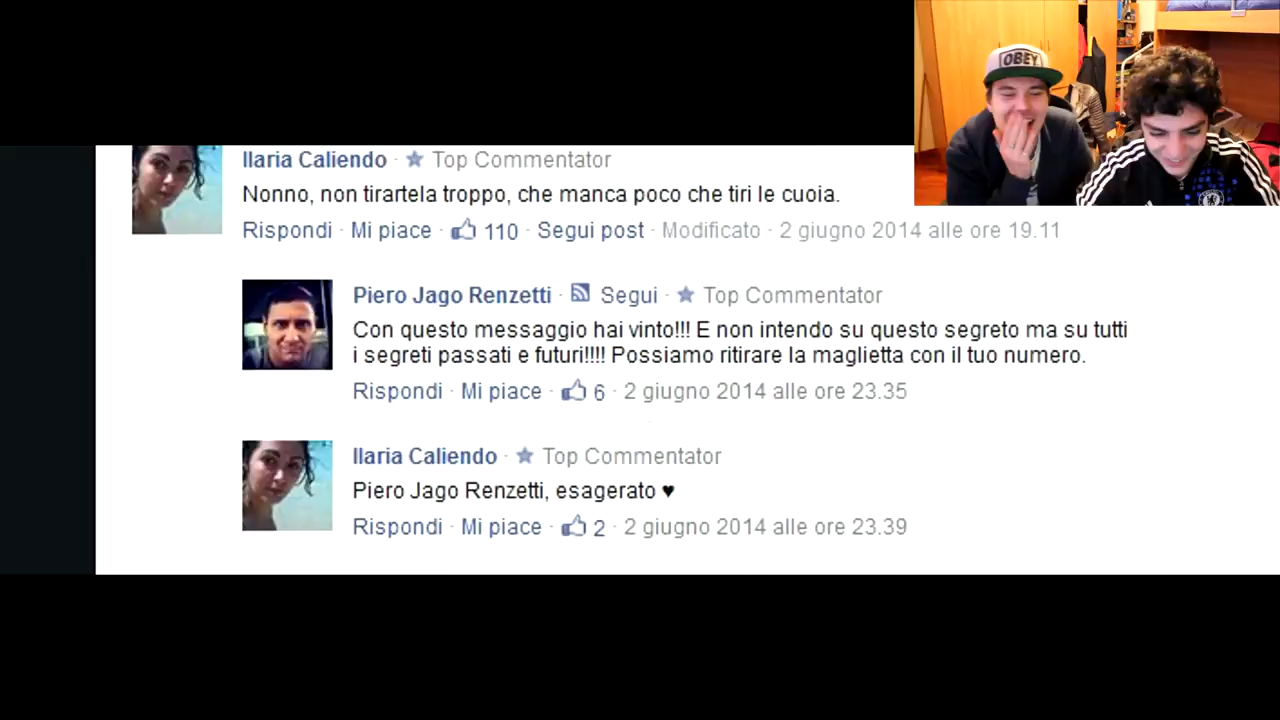 OBEY
Ilaria Caliendo · ★ Top Commentator
Nonno, non tirartela troppo, che manca poco che tiri le cuoia.
Rispondi · Mi piace · 110 · Segui post · Modificato · 2 giugno 2014 alle ore 19.11
Piero Jago Renzetti · Segui · ★ Top Commentator
Con questo messaggio hai vinto!!! E non intendo su questo segreto ma su tutti
i segreti passati e futuri!!!! Possiamo ritirare la maglietta con il tuo numero.
Rispondi · Mi piace · 6 · 2 giugno 2014 alle ore 23.35
Ilaria Caliendo · ★ Top Commentator
Piero Jago Renzetti, esagerato ♥
Rispondi · Mi piace · 2 · 2 giugno 2014 alle ore 23.39